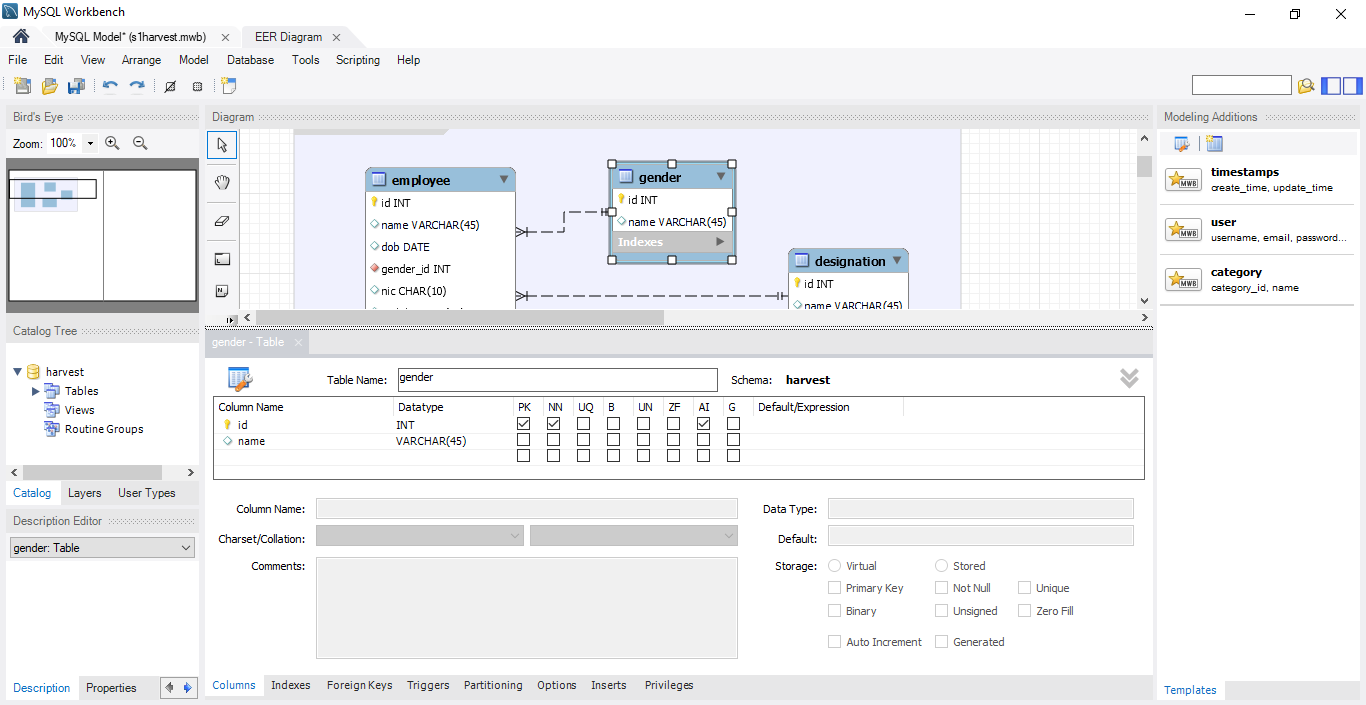 MySQL Workbench
MySQL Model* (s1harvest.mwb) EER Diagram
File Edit View Arrange Model Database Tools Scripting Help
Bird's Eye
Zoom: 100%
Diagram
employee
id INT
name VARCHAR(45)
dob DATE
gender_id INT
nic CHAR(10)
gender
id INT
name VARCHAR(45)
Indexes
designation
id INT
name VARCHAR(45)
Modeling Additions
MWB
timestamps
create_time, update_time
MWB
user
username, email, password...
MWB
category
category_id, name
Templates
Catalog Tree
harvest
Tables
Views
Routine Groups
Catalog Layers User Types
Description Editor
gender: Table
Description Properties
gender - Table
Table Name: gender Schema: harvest
Column Name Datatype PK NN UQ B UN ZF AI G Default/Expression
id INT
name VARCHAR(45)
Column Name: Data Type:
Charset/Collation: Default:
Comments: Storage: Virtual Stored
Primary Key Not Null Unique
Binary Unsigned Zero Fill
Auto Increment Generated
Columns Indexes Foreign Keys Triggers Partitioning Options Inserts Privileges